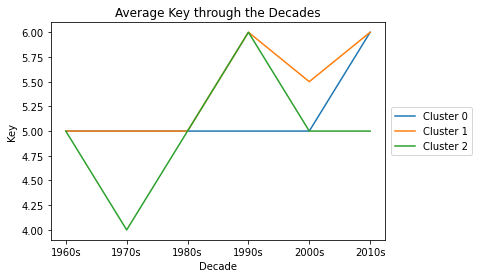 Average Key through the Decades
6.00
5.75
5.50
5.25
5.00
4.75
4.50
4.25
4.00
Key
1960s 1970s 1980s 1990s 2000s 2010s
Decade
Cluster 0
Cluster 1
Cluster 2